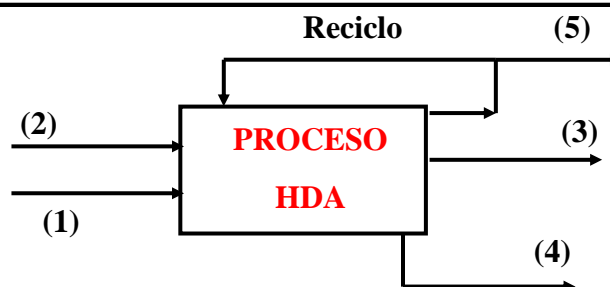 Reciclo (5)
(2)
PROCESO
(3)
HDA
(1)
(4)